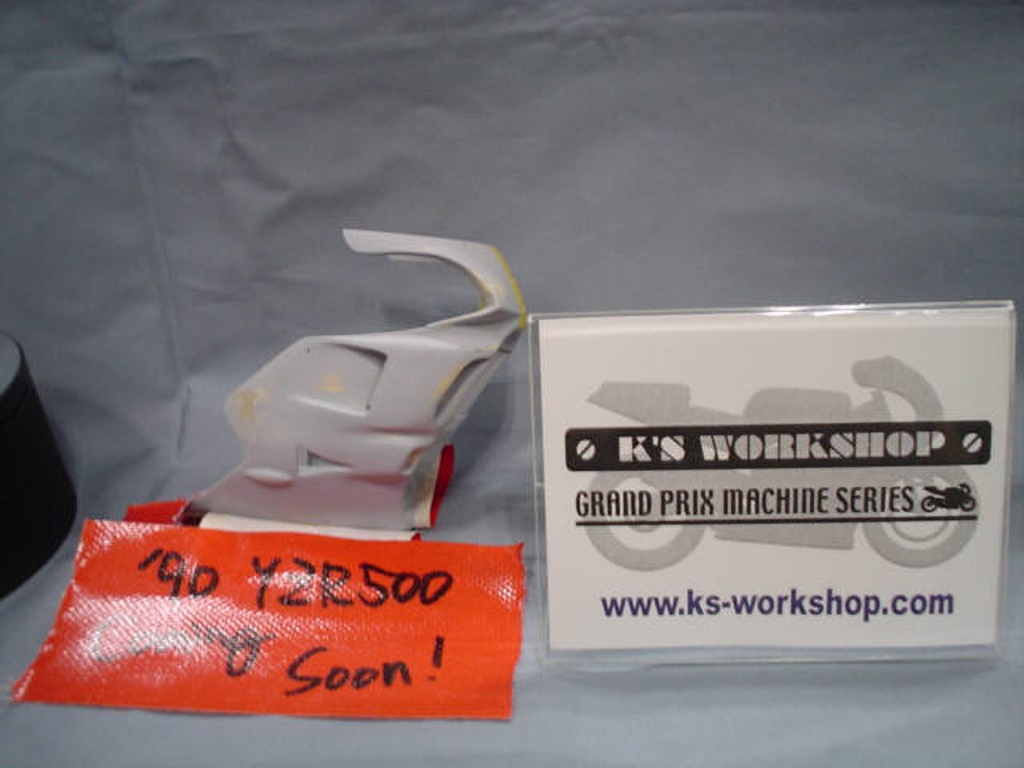 '90 YZR500
Coming
Soon!
K'S WORKSHOP
GRAND PRIX MACHINE SERIES
www.ks-workshop.com